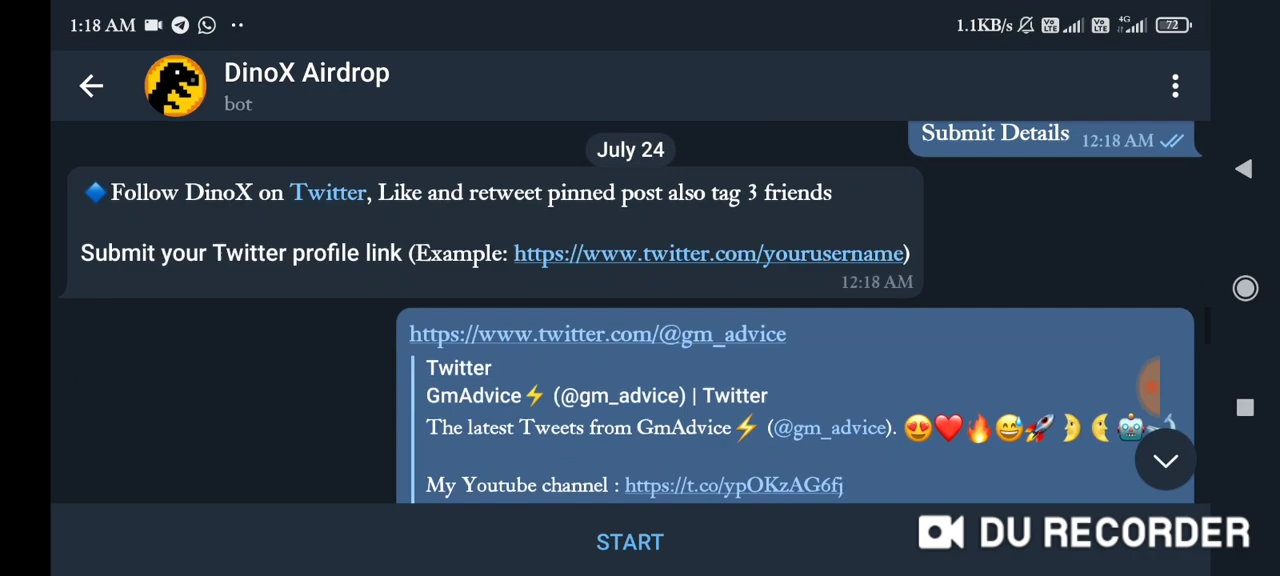 1:18 AM
1.1KB/s 4G 72
DinoX Airdrop
bot
Submit Details 12:18 AM
July 24
Follow DinoX on Twitter, Like and retweet pinned post also tag 3 friends
Submit your Twitter profile link (Example: https://www.twitter.com/yourusername)
12:18 AM
https://www.twitter.com/@gm_advice
Twitter
GmAdvice⚡ (@gm_advice) | Twitter
The latest Tweets from GmAdvice⚡ (@gm_advice). 😍❤️🔥😅🚀🌛🌜🤖
My Youtube channel : https://t.co/ypOKzAG6fj
START
DU RECORDER